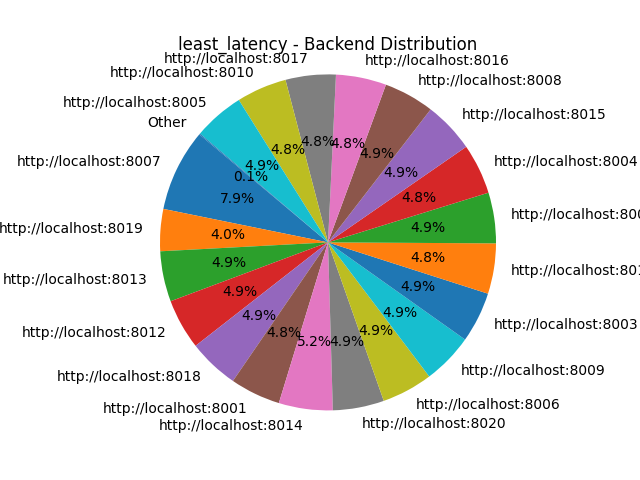 least_latency - Backend Distribution
http://localhost:8017
http://localhost:8016
http://localhost:8010
http://localhost:8008
http://localhost:8005
http://localhost:8015
Other
http://localhost:8004
http://localhost:8007
http://localhost:8019
http://localhost:8013
http://localhost:8003
http://localhost:8012
http://localhost:8009
http://localhost:8018
http://localhost:8006
http://localhost:8001
http://localhost:8020
http://localhost:8014
4.8%
4.8%
4.8%
4.9%
4.9%
4.9%
0.1%
4.8%
7.9%
4.9%
4.0%
4.8%
4.9%
4.9%
4.9%
4.9%
4.9%
4.9%
4.8%
5.2%
4.9%